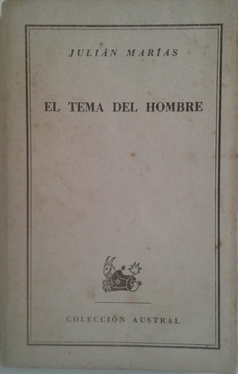 JULIÁN MARÍAS
EL TEMA DEL HOMBRE
COLECCIÓN AUSTRAL